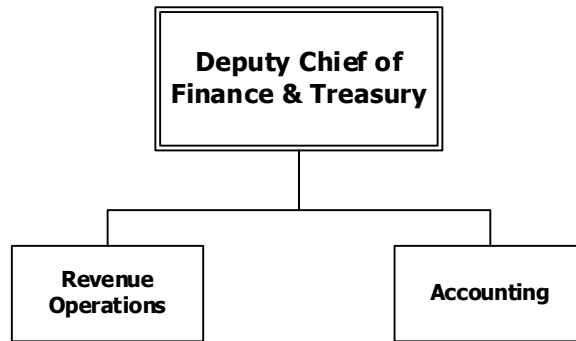 Deputy Chief of
Finance & Treasury
Revenue
Operations
Accounting